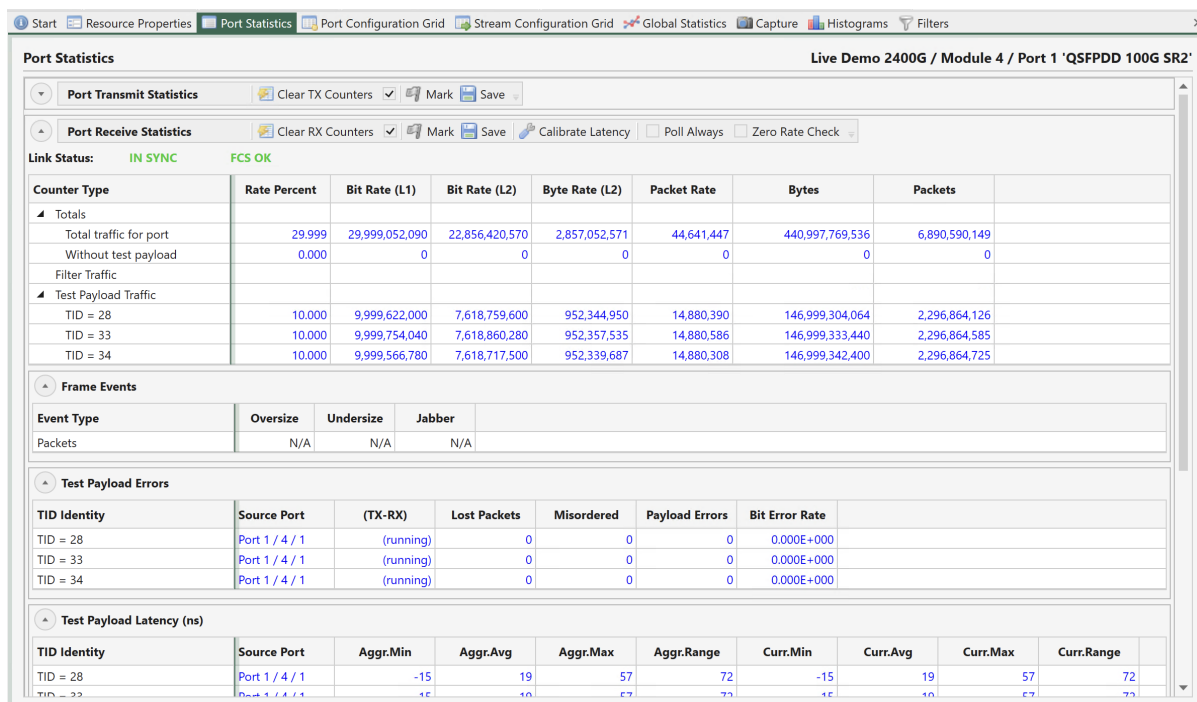 Start Resource Properties Port Statistics Port Configuration Grid Stream Configuration Grid Global Statistics Capture Histograms Filters
Port Statistics Live Demo 2400G / Module 4 / Port 1 'QSFPDD 100G SR2'
Port Transmit Statistics Clear TX Counters Mark Save
Port Receive Statistics Clear RX Counters Mark Save Calibrate Latency Poll Always Zero Rate Check
Link Status: IN SYNC FCS OK
Counter Type Rate Percent Bit Rate (L1) Bit Rate (L2) Byte Rate (L2) Packet Rate Bytes Packets
Totals
Total traffic for port 29.999 29,999,052,090 22,856,420,570 2,857,052,571 44,641,447 440,997,769,536 6,890,590,149
Without test payload 0.000 0 0 0 0 0 0
Filter Traffic
Test Payload Traffic
TID = 28 10.000 9,999,622,000 7,618,759,600 952,344,950 14,880,390 146,999,304,064 2,296,864,126
TID = 33 10.000 9,999,754,040 7,618,860,280 952,357,535 14,880,586 146,999,333,440 2,296,864,585
TID = 34 10.000 9,999,566,780 7,618,717,500 952,339,687 14,880,308 146,999,342,400 2,296,864,725
Frame Events
Event Type Oversize Undersize Jabber
Packets N/A N/A N/A
Test Payload Errors
TID Identity Source Port (TX-RX) Lost Packets Misordered Payload Errors Bit Error Rate
TID = 28 Port 1 / 4 / 1 (running) 0 0 0 0.000E+000
TID = 33 Port 1 / 4 / 1 (running) 0 0 0 0.000E+000
TID = 34 Port 1 / 4 / 1 (running) 0 0 0 0.000E+000
Test Payload Latency (ns)
TID Identity Source Port Aggr.Min Aggr.Avg Aggr.Max Aggr.Range Curr.Min Curr.Avg Curr.Max Curr.Range
TID = 28 Port 1 / 4 / 1 -15 19 57 72 -15 19 57 72